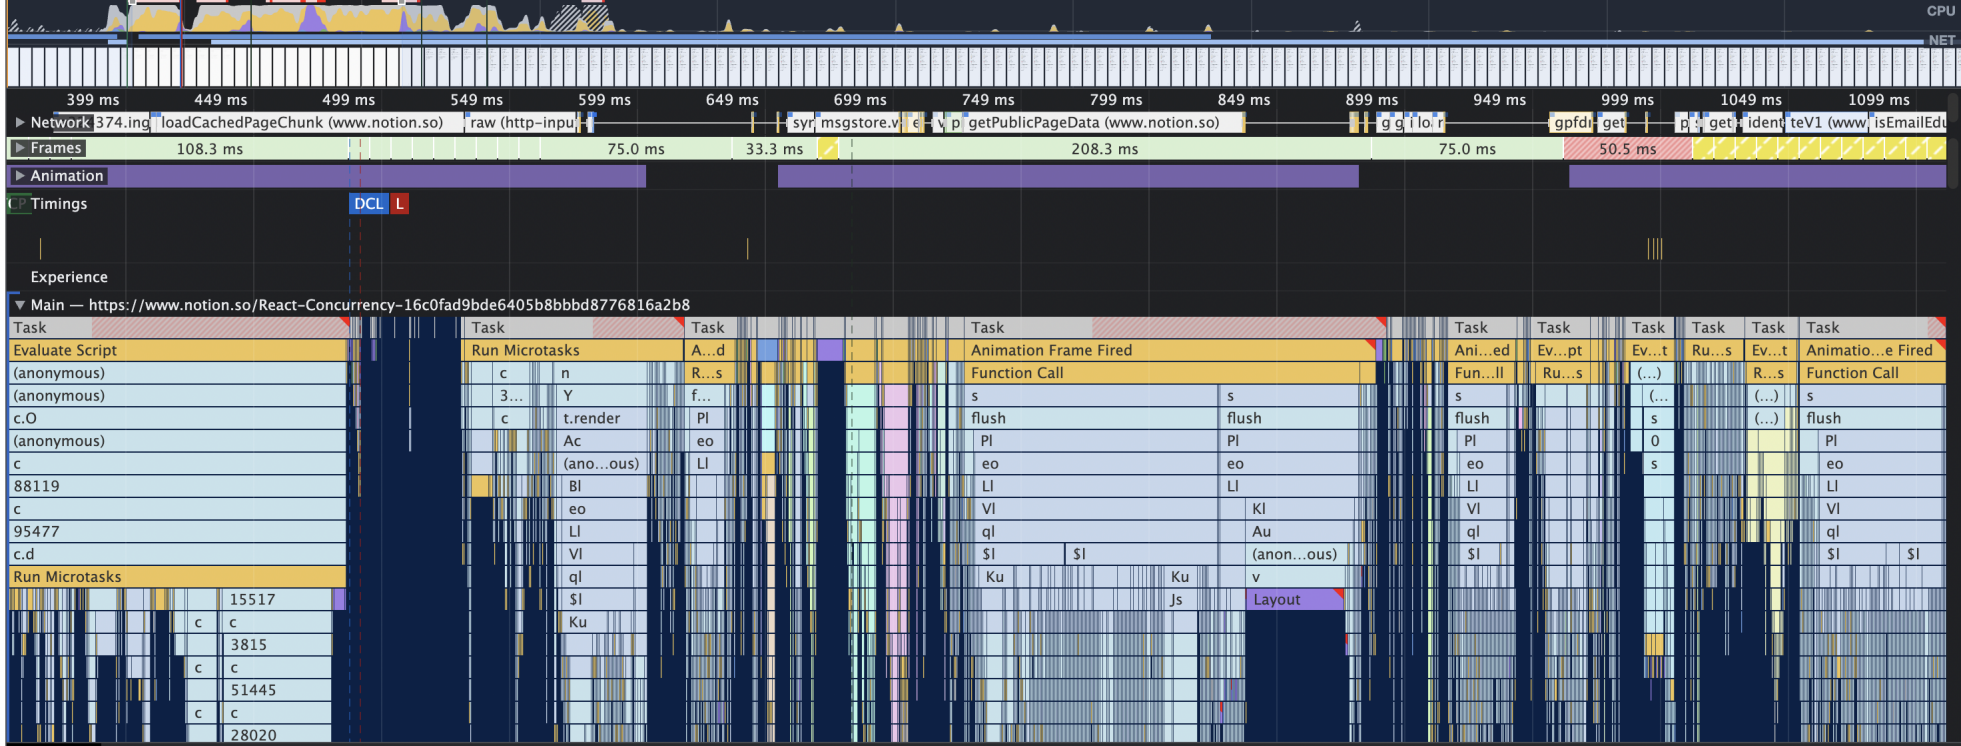 CPU
NET
399 ms 449 ms 499 ms 549 ms 599 ms 649 ms 699 ms 749 ms 799 ms 849 ms 899 ms 949 ms 999 ms 1049 ms 1099 ms
Network 374.ing loadCachedPageChunk (www.notion.so) raw (http-inpu msgstore.v getPublicPageData (www.notion.so) gpfdi get get ident teV1 (www isEmailEdu
Frames 108.3 ms 75.0 ms 33.3 ms 208.3 ms 75.0 ms 50.5 ms
Animation
CP Timings DCL L
Experience
Main — https://www.notion.so/React-Concurrency-16c0fad9bde6405b8bbbd8776816a2b8
Task Task Task Task Task Task Task Task Task Task
Evaluate Script Run Microtasks A...d Animation Frame Fired Ani...ed Ev...pt Ev...t Ru...s Ev...t Animatio...e Fired
(anonymous) c n R...s Function Call Fun...ll Ru...s (...) R...s Function Call
(anonymous) 3... Y f... s s s (... (...) s
c.O c t.render Pl flush flush flush s (...) flush
(anonymous) Ac eo Pl Pl Pl 0 Pl
c (ano...ous) Ll eo eo eo s eo
88119 Bl Ll Ll Ll Ll
c eo Vl Kl Vl Vl
95477 Ll ql Au ql ql
c.d Vl $l $l (anon...ous) $l $l $l
Run Microtasks ql Ku Ku v
15517 $l Js Layout
c c Ku
3815
c c
51445
c c
28020